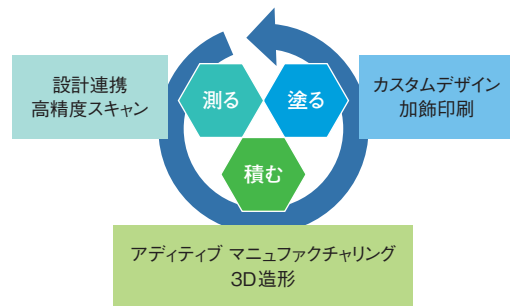 設計連携
高精度スキャン
測る
塗る
カスタムデザイン
加飾印刷
積む
アディティブ マニュファクチャリング
3D造形